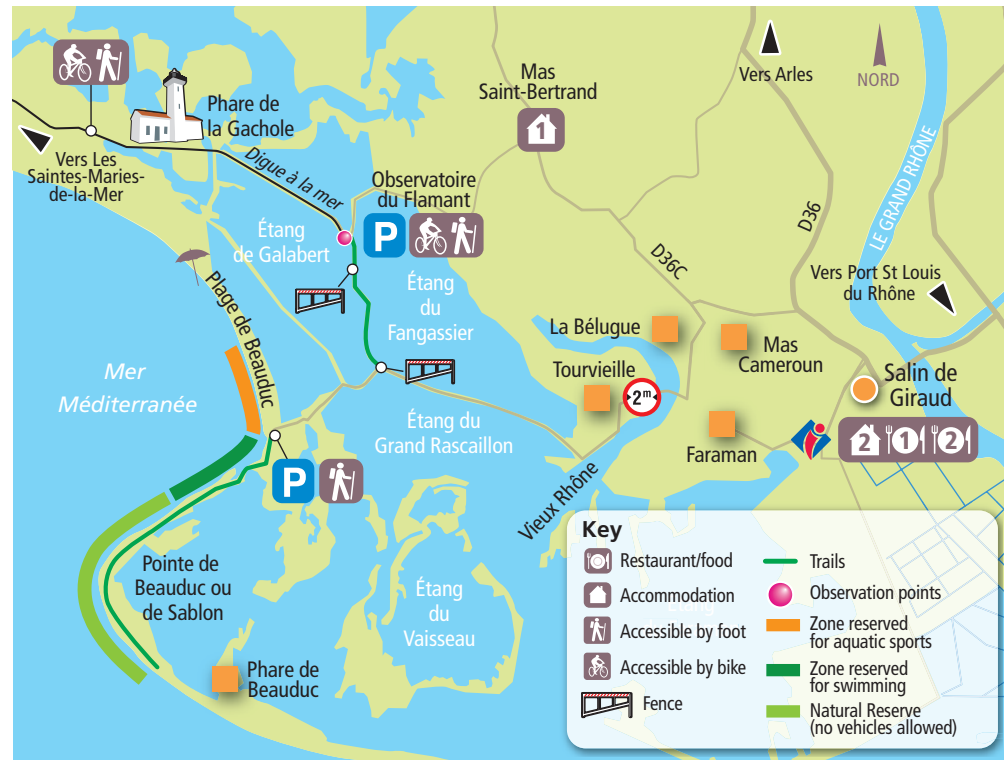 Vers Arles
NORD
Mas
Saint-Bertrand
1
Phare de
la Gachole
Vers Les
Saintes-Maries-
de-la-Mer
Digue à la mer
Observatoire
du Flamant
P
LE GRAND RHÔNE
D36
D36C
Étang
de Galabert
Étang
du
Fangassier
Vers Port St Louis
du Rhône
Plage de Beauduc
La Bélugue
Mas
Cameroun
Tourvieille
2m
Salin de
Giraud
Mer
Méditerranée
Étang du
Grand Rascaillon
Faraman
2 1 2
P
Vieux Rhône
Pointe de
Beauduc ou
de Sablon
Étang
du
Vaisseau
Phare de
Beauduc
Key
Restaurant/food
Accommodation
Accessible by foot
Accessible by bike
Fence
Trails
Observation points
Zone reserved
for aquatic sports
Zone reserved
for swimming
Natural Reserve
(no vehicles allowed)